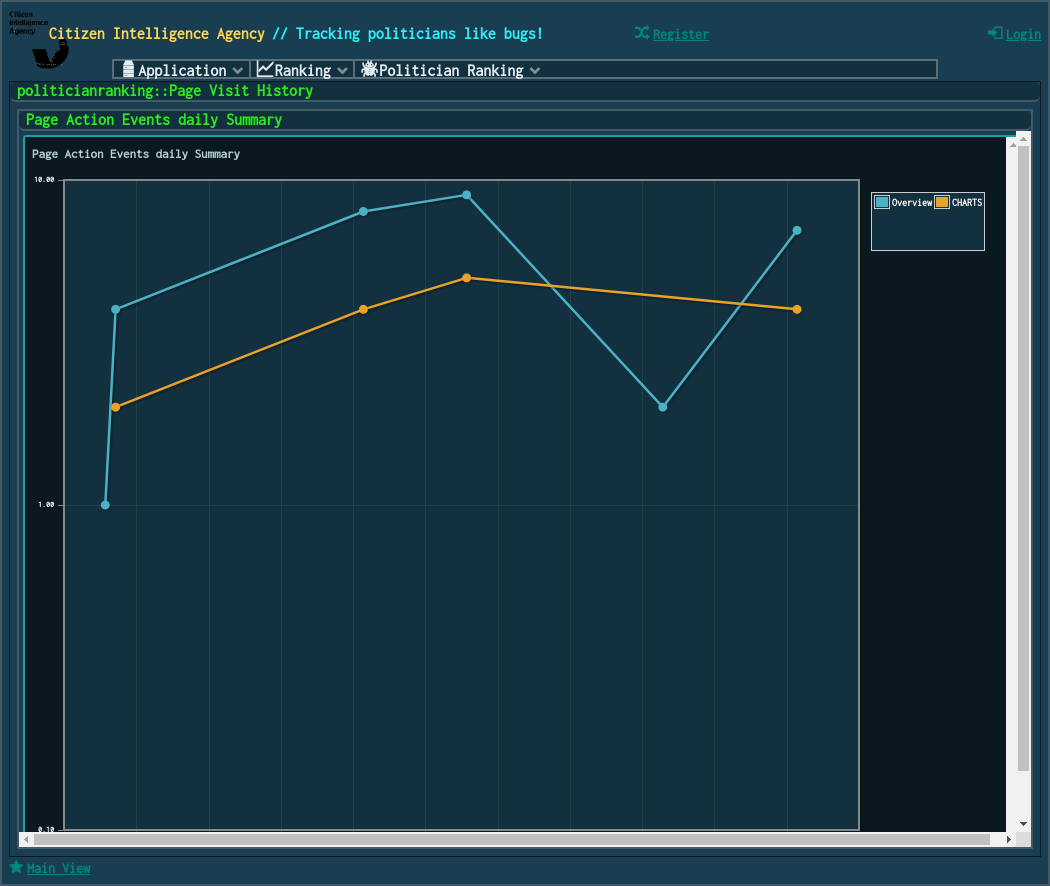 Citizen
Intelligence
Agency
Citizen Intelligence Agency // Tracking politicians like bugs!
Register
Login
Application
Ranking
Politician Ranking
politicianranking::Page Visit History
Page Action Events daily Summary
Page Action Events daily Summary
10.00
Overview
CHARTS
1.00
0.10
Main View